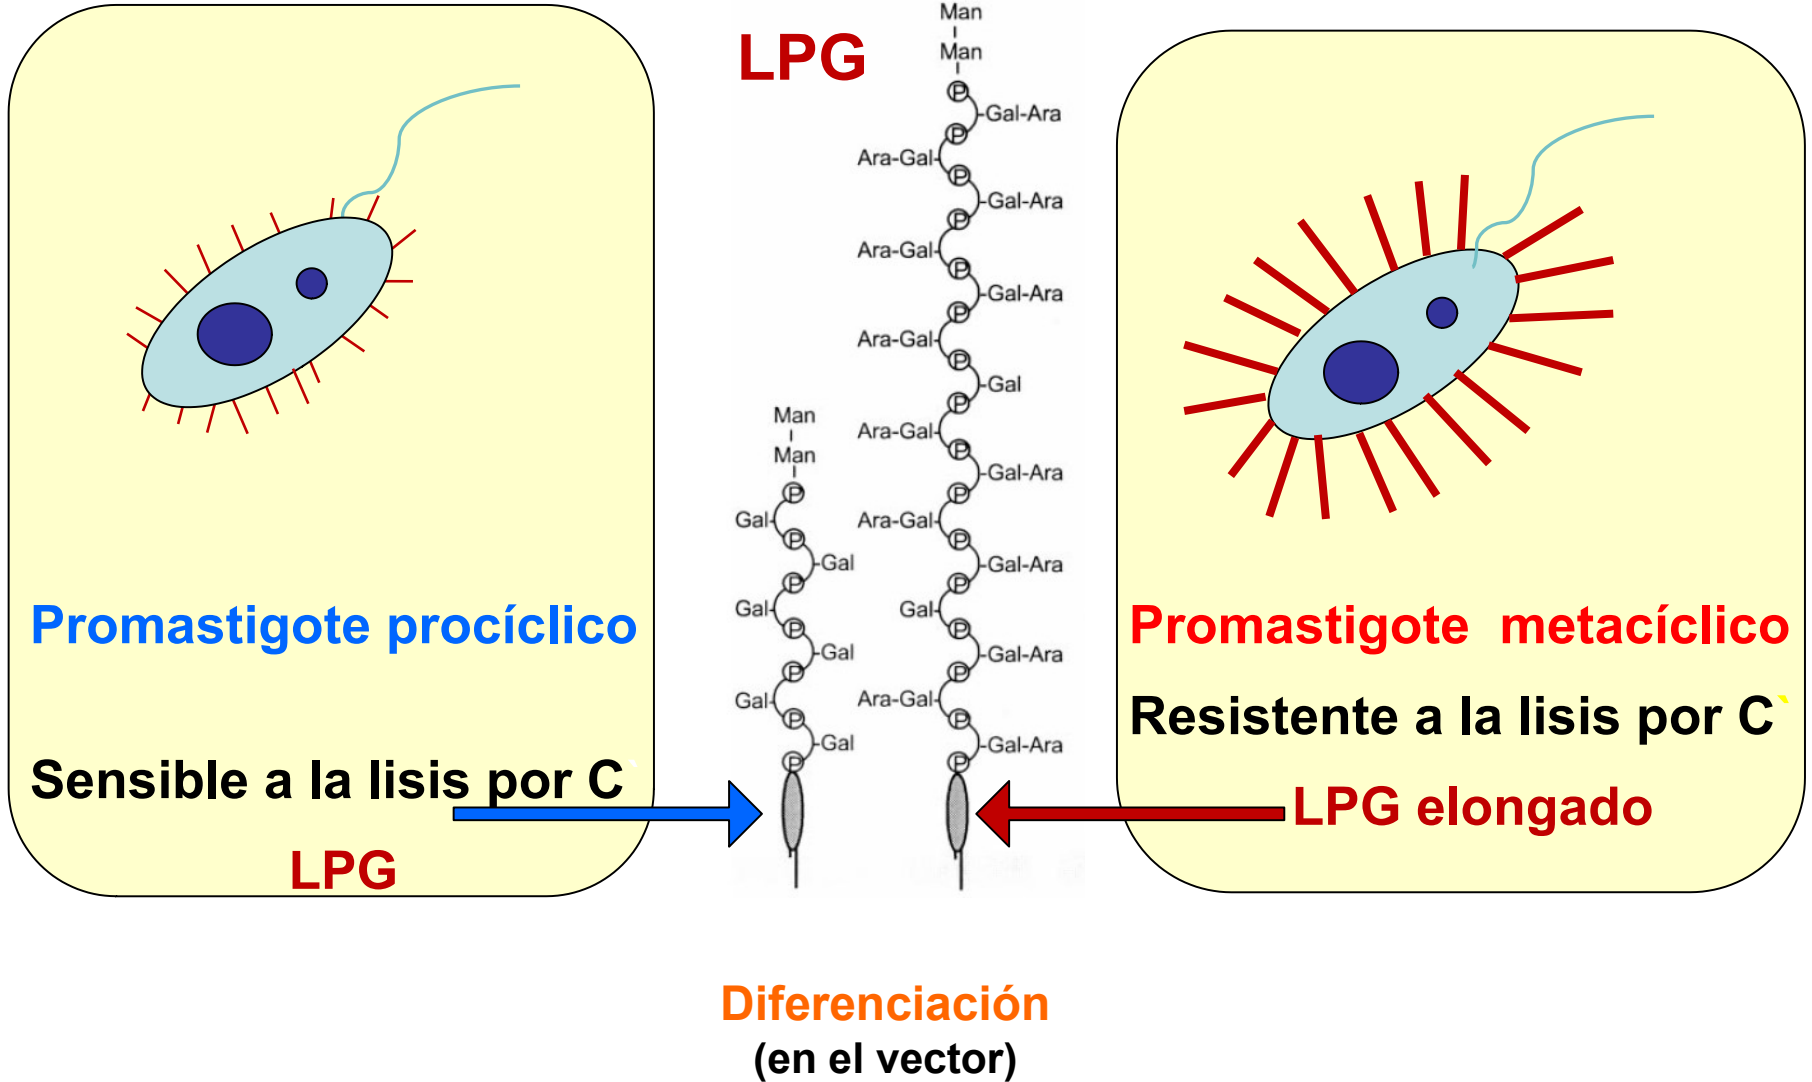 LPG
Man
Man
P
-Gal-Ara
P
Ara-Gal-
P
-Gal-Ara
P
Ara-Gal-
P
-Gal-Ara
P
Ara-Gal-
P
-Gal
P
Ara-Gal-
P
-Gal-Ara
P
Ara-Gal-
P
-Gal-Ara
P
Gal-
P
-Gal-Ara
P
Ara-Gal-
P
-Gal-Ara
P
Man
Man
P
Gal-
P
-Gal
P
Gal-
P
-Gal
P
Gal-
P
-Gal
P
Promastigote procíclico
Sensible a la lisis por C`
LPG
Promastigote metacíclico
Resistente a la lisis por C`
LPG elongado
Diferenciación
(en el vector)